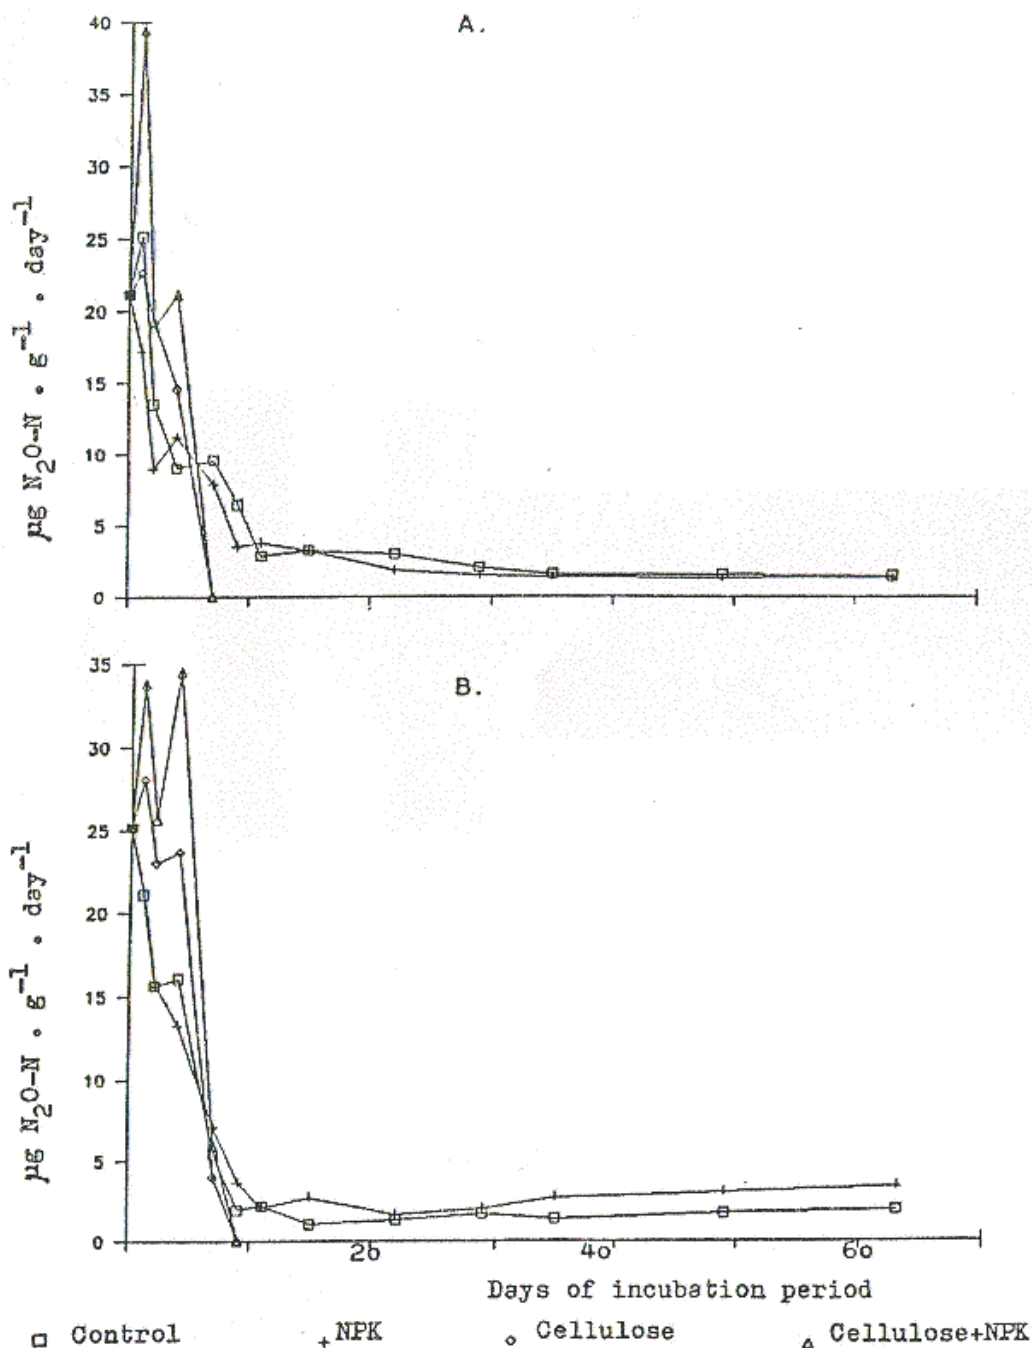 A.
40
35
30
25
20
15
10
5
0
µg N₂O-N . g⁻¹ . day⁻¹
B.
35
30
25
20
15
10
5
0
µg N₂O-N . g⁻¹ . day⁻¹
20 40 60
Days of incubation period
Control NPK Cellulose Cellulose+NPK